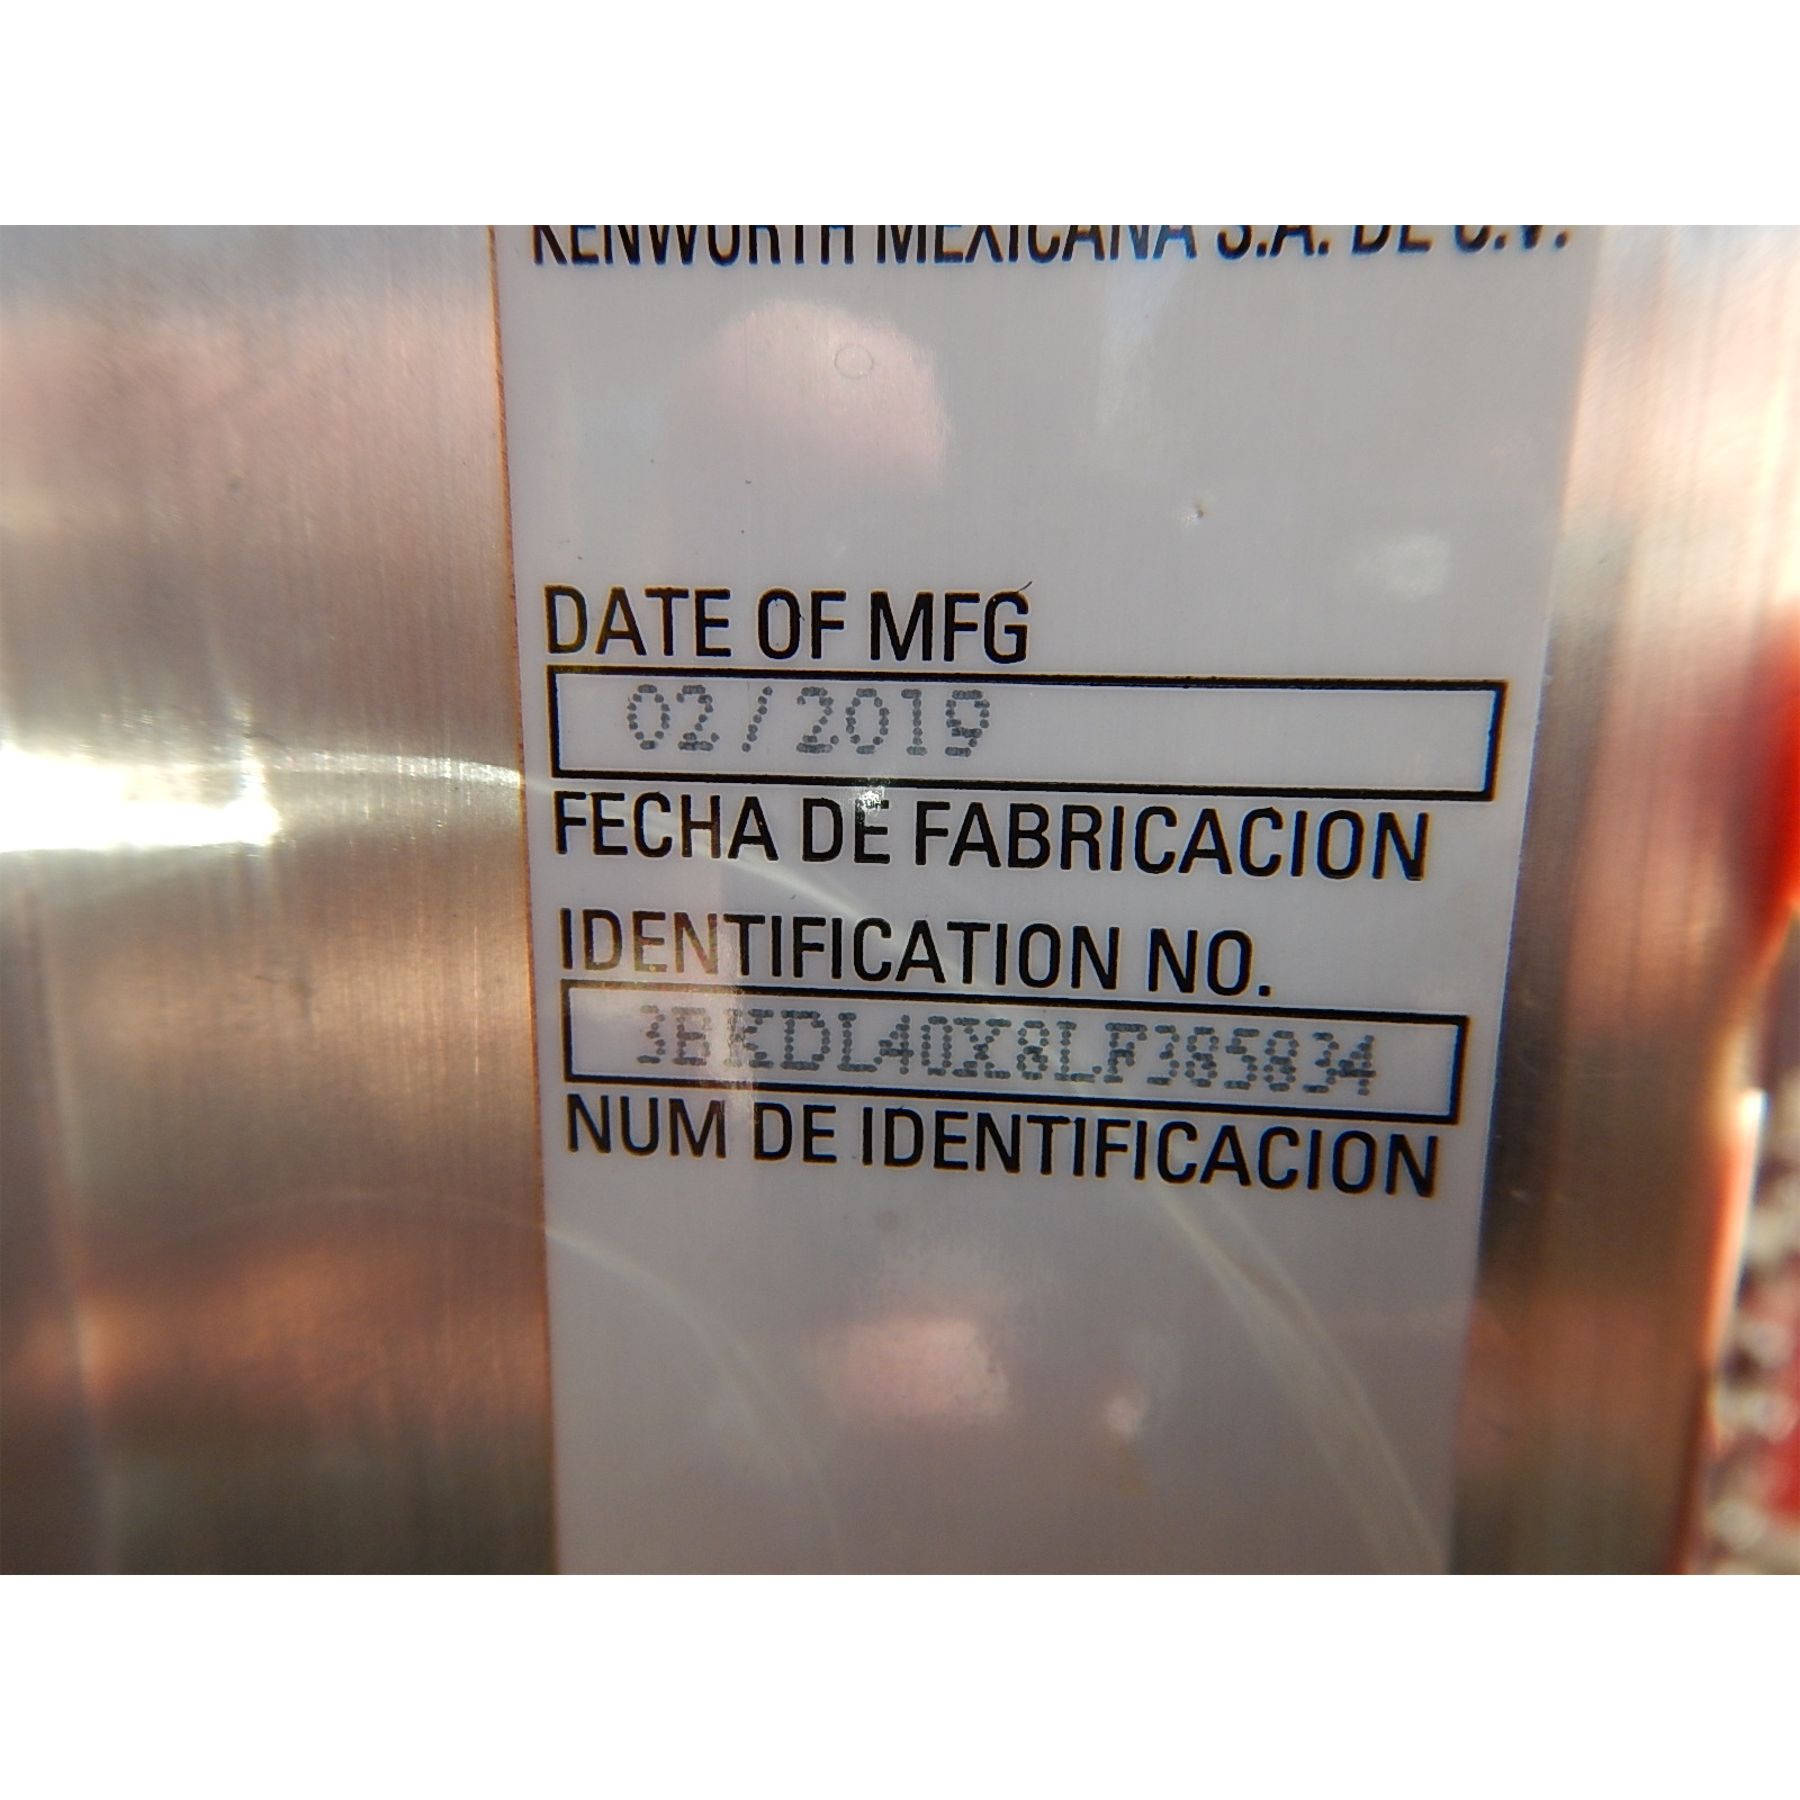 KENWORTH MEXICANA S.A. DE C.V.
DATE OF MFG
02/2019
FECHA DE FABRICACION
IDENTIFICATION NO.
3BKDL40X8LF385834
NUM DE IDENTIFICACION